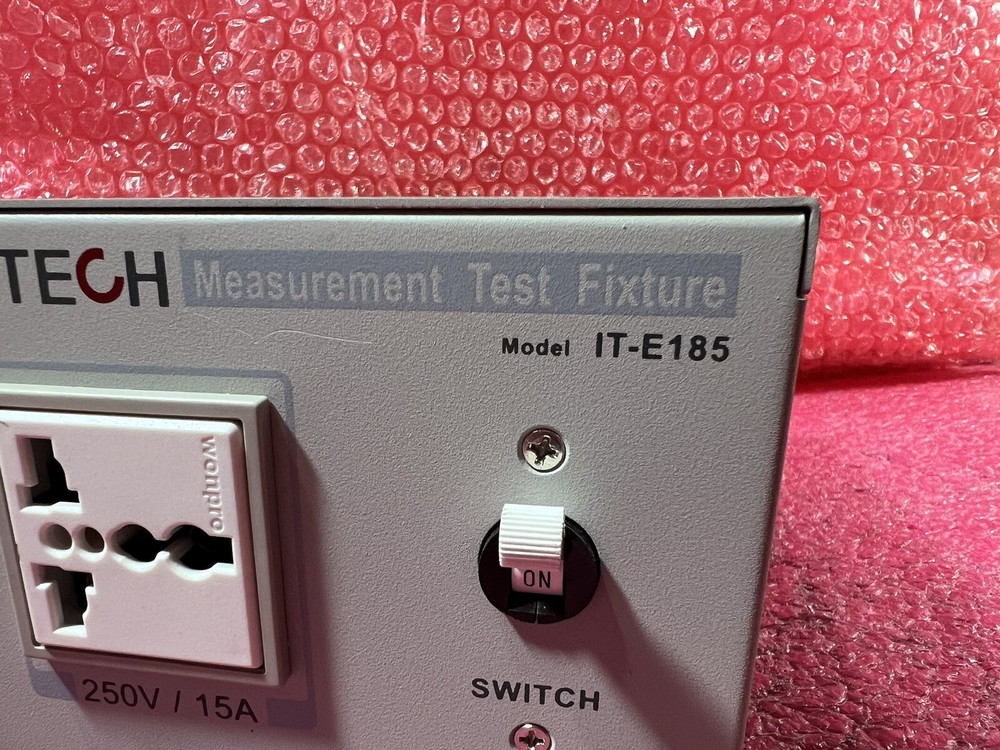 TECH Measurement Test Fixture
Model IT-E185
wonpro
ON
250V / 15A
SWITCH